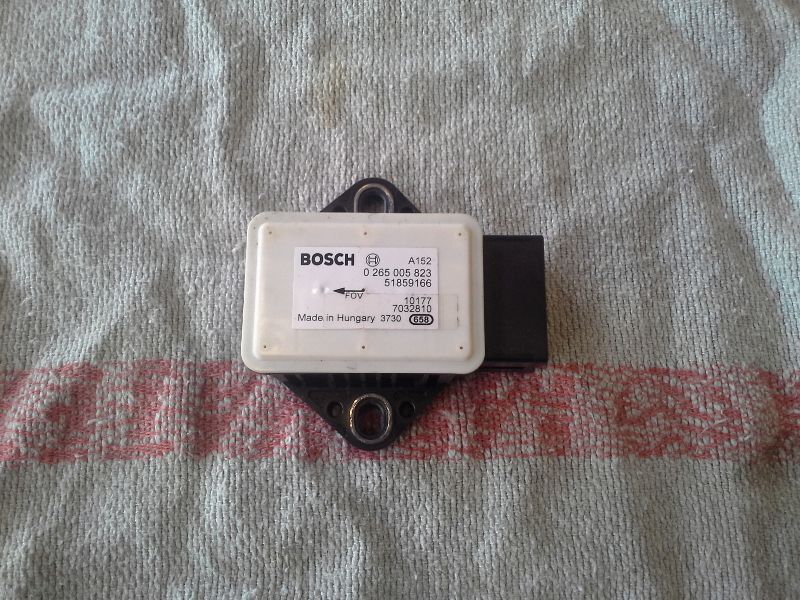 BOSCH A152
0 265 005 823
51859166
FOV
10177
7032810
Made in Hungary 3730 658